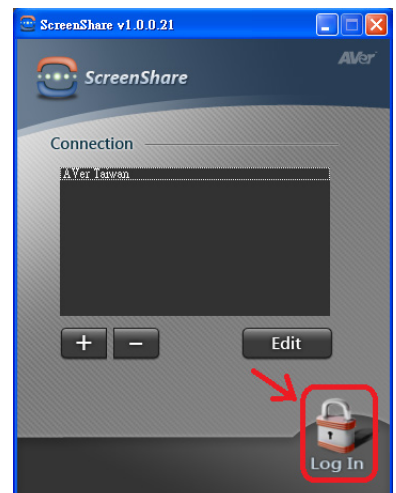 ScreenShare v1.0.0.21
AVer
ScreenShare
Connection
AVer Taiwan
+ −
Edit
Log In